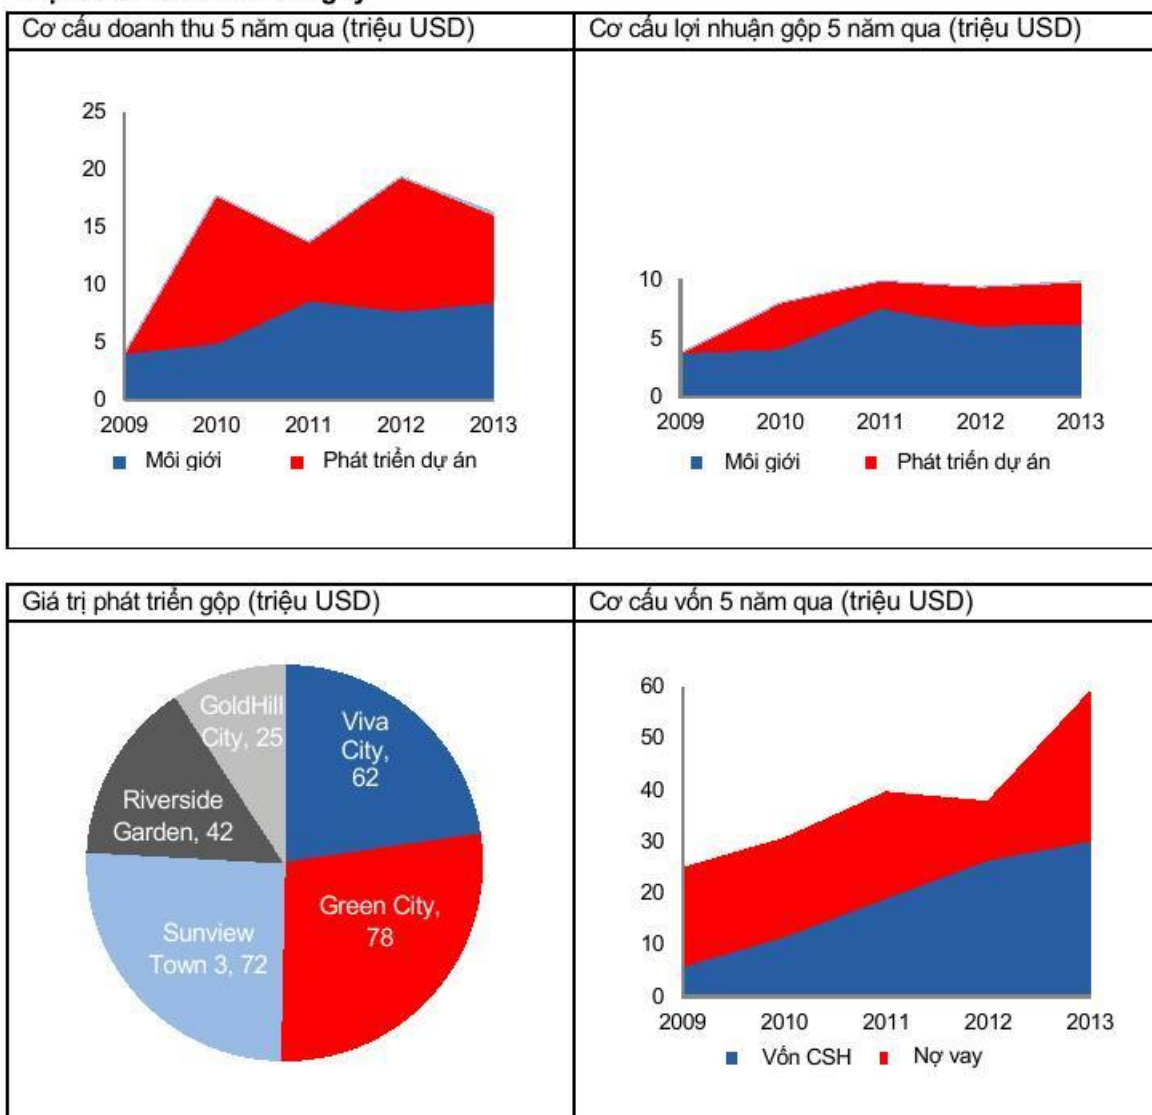 Cơ cấu doanh thu 5 năm qua (triệu USD)
25
20
15
10
5
0
2009 2010 2011 2012 2013
Môi giới Phát triển dự án
Cơ cấu lợi nhuận gộp 5 năm qua (triệu USD)
10
5
0
2009 2010 2011 2012 2013
Môi giới Phát triển dự án
Giá trị phát triển gộp (triệu USD)
GoldHill
City, 25
Viva
City,
62
Riverside
Garden, 42
Green City,
78
Sunview
Town 3, 72
Cơ cấu vốn 5 năm qua (triệu USD)
60
50
40
30
20
10
0
2009 2010 2011 2012 2013
Vốn CSH Nợ vay